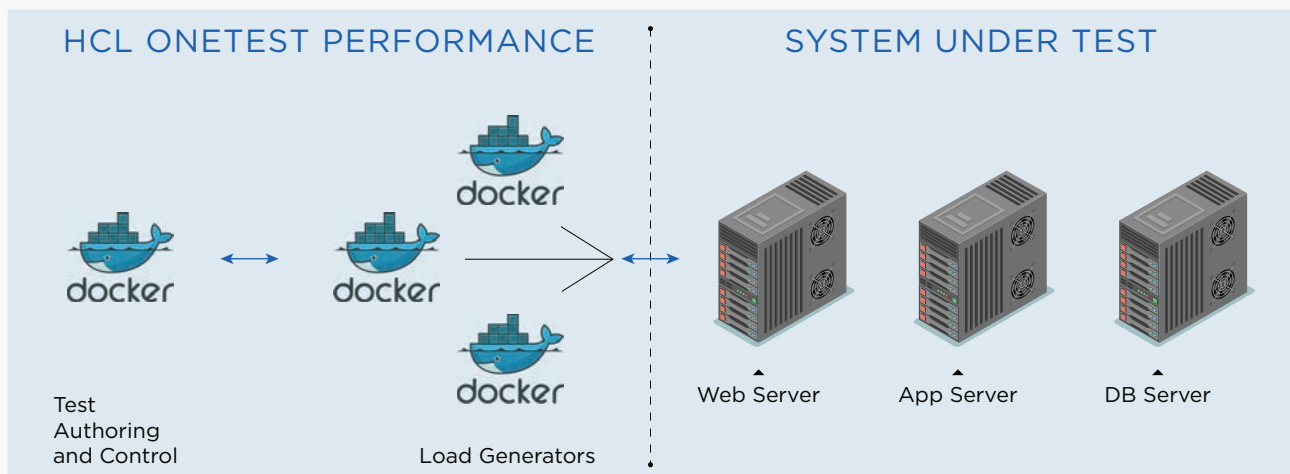 HCL ONETEST PERFORMANCE
SYSTEM UNDER TEST
docker
docker
docker
docker
Test
Authoring
and Control
Load Generators
Web Server
App Server
DB Server